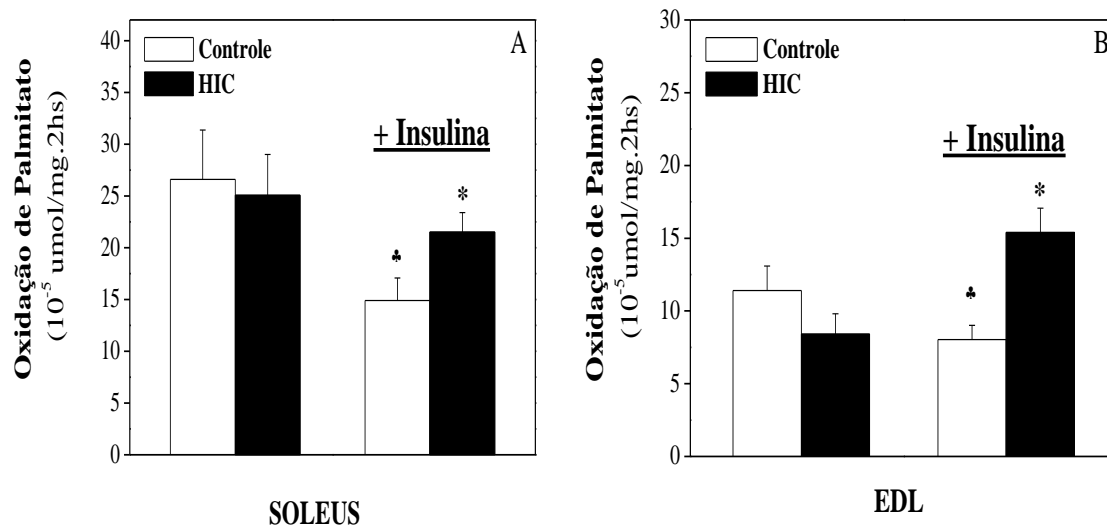 A
Controle
HIC
+ Insulina
*
♣
Oxidação de Palmitato
(10⁻⁵ umol/mg.2hs)
40
35
30
25
20
15
10
5
0
SOLEUS
B
Controle
HIC
+ Insulina
*
♣
Oxidação de Palmitato
(10⁻⁵umol/mg.2hs)
30
25
20
15
10
5
0
EDL